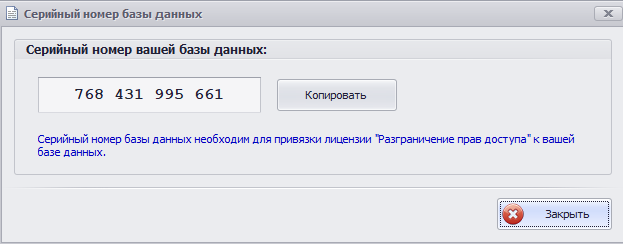 Серийный номер базы данных
Серийный номер вашей базы данных:
768 431 995 661
Копировать
Серийный номер базы данных необходим для привязки лицензии "Разграничение прав доступа" к вашей
базе данных.
Закрыть